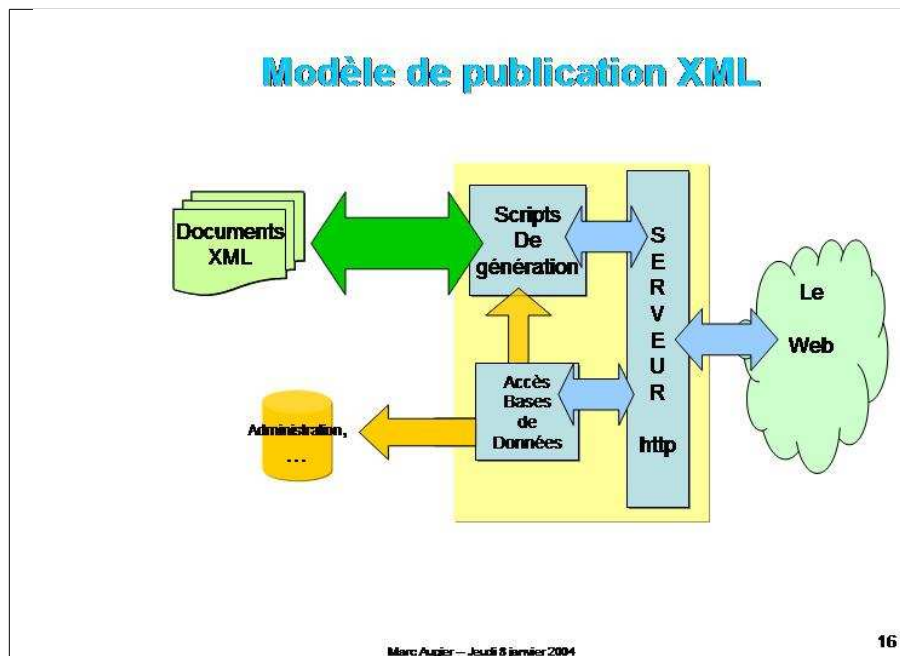 Modèle de publication XML
Documents
XML
Scripts
De
génération
SERVEUR
http
Le
Web
Accès
Bases
de
Données
Administration,
...
Marc Augier – Jeudi 8 janvier 2004
16